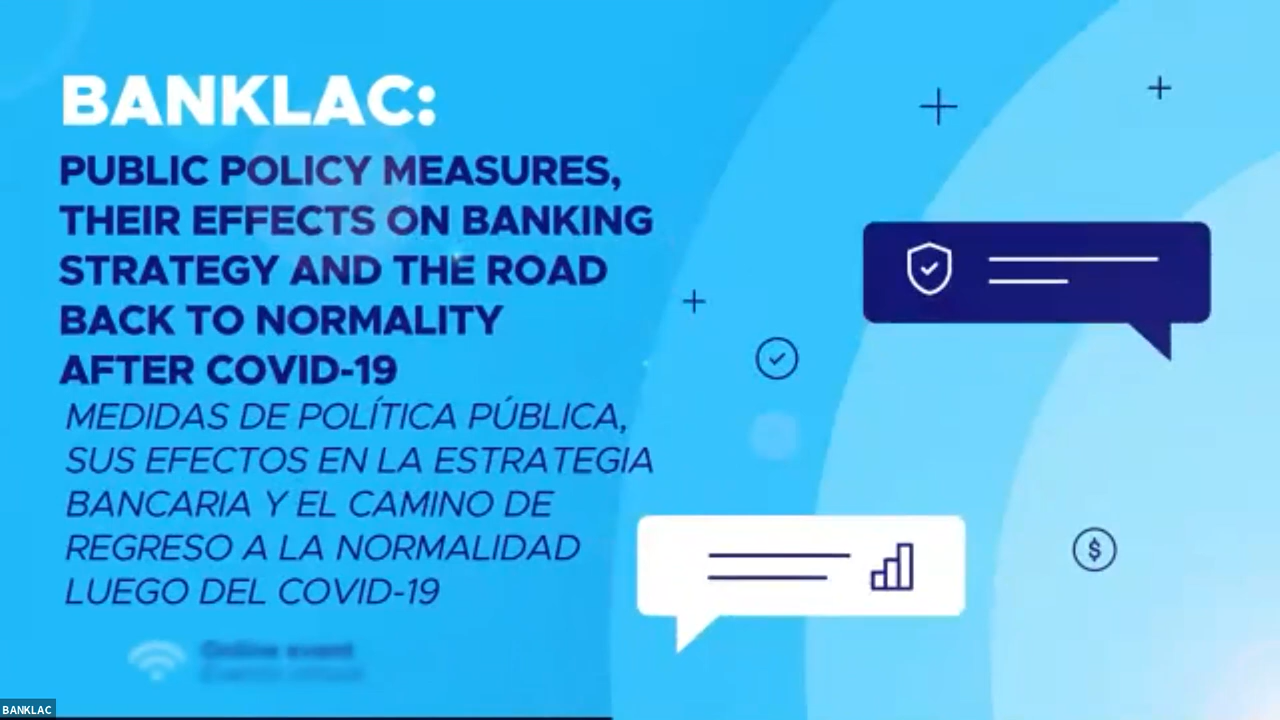 BANKLAC:
PUBLIC POLICY MEASURES,
THEIR EFFECTS ON BANKING
STRATEGY AND THE ROAD
BACK TO NORMALITY
AFTER COVID-19
MEDIDAS DE POLÍTICA PÚBLICA,
SUS EFECTOS EN LA ESTRATEGIA
BANCARIA Y EL CAMINO DE
REGRESO A LA NORMALIDAD
LUEGO DEL COVID-19
Online event
BANKLAC